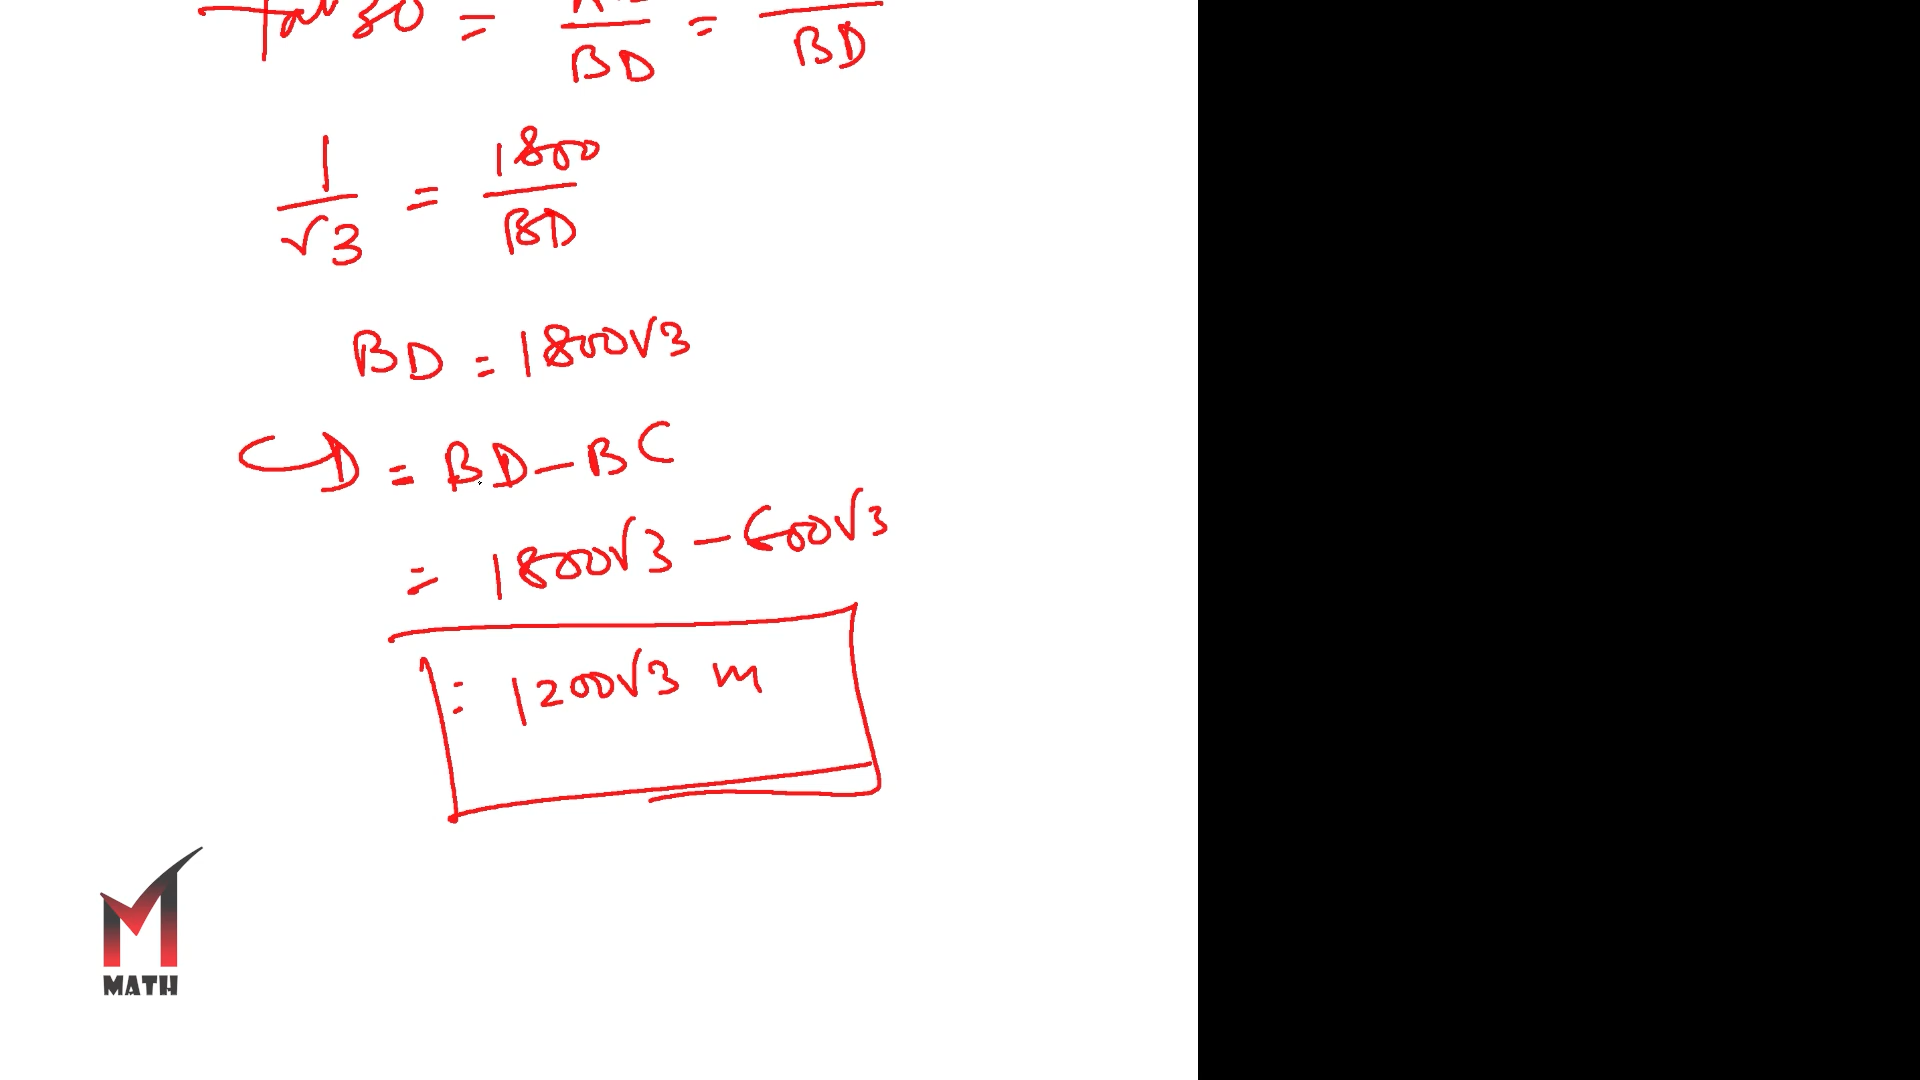 tan 30 = /BD = /BD
1/√3 = 1800/BD
BD = 1800√3
CD = BD - BC
= 1800√3 - 600√3
= 1200√3 m
MATH